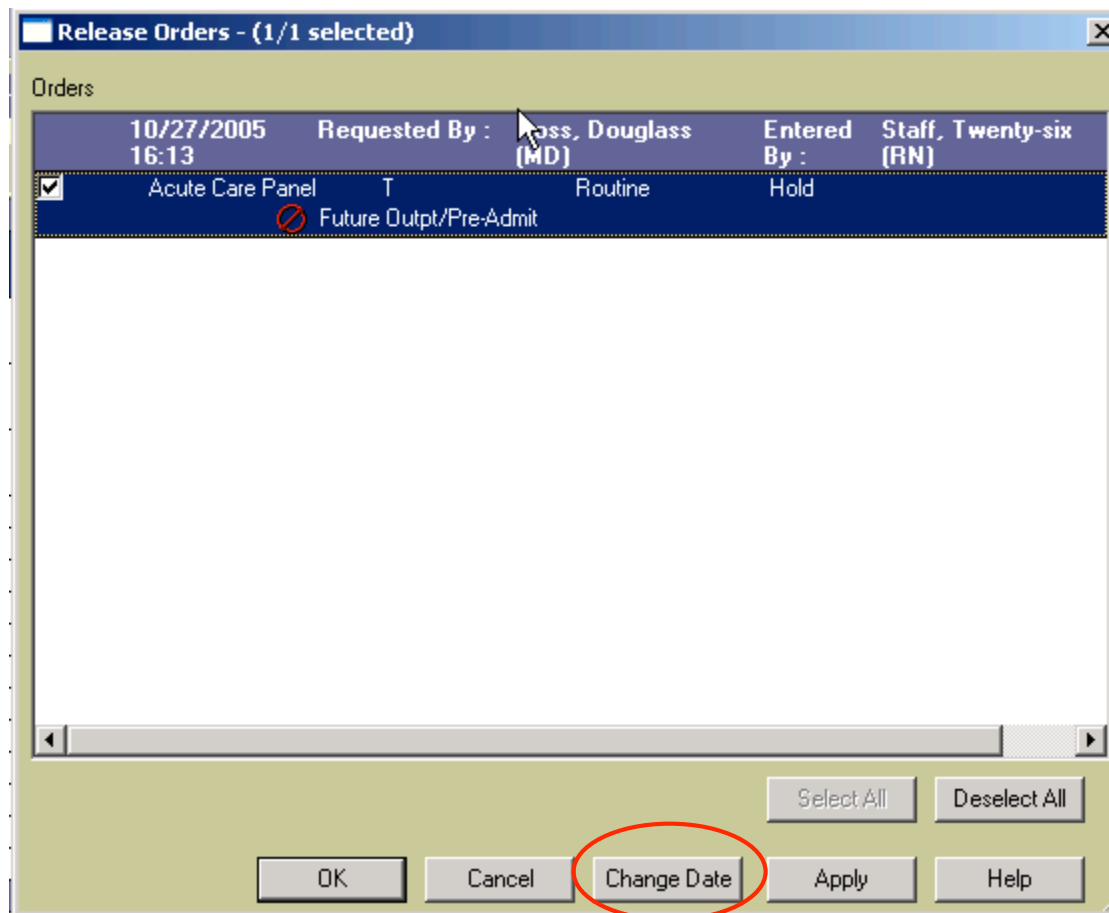 Release Orders - (1/1 selected)
Orders
10/27/2005 Requested By : oss, Douglass Entered Staff, Twenty-six
16:13 (MD) By : (RN)
Acute Care Panel T Routine Hold
Future Outpt/Pre-Admit
Select All Deselect All
OK Cancel Change Date Apply Help